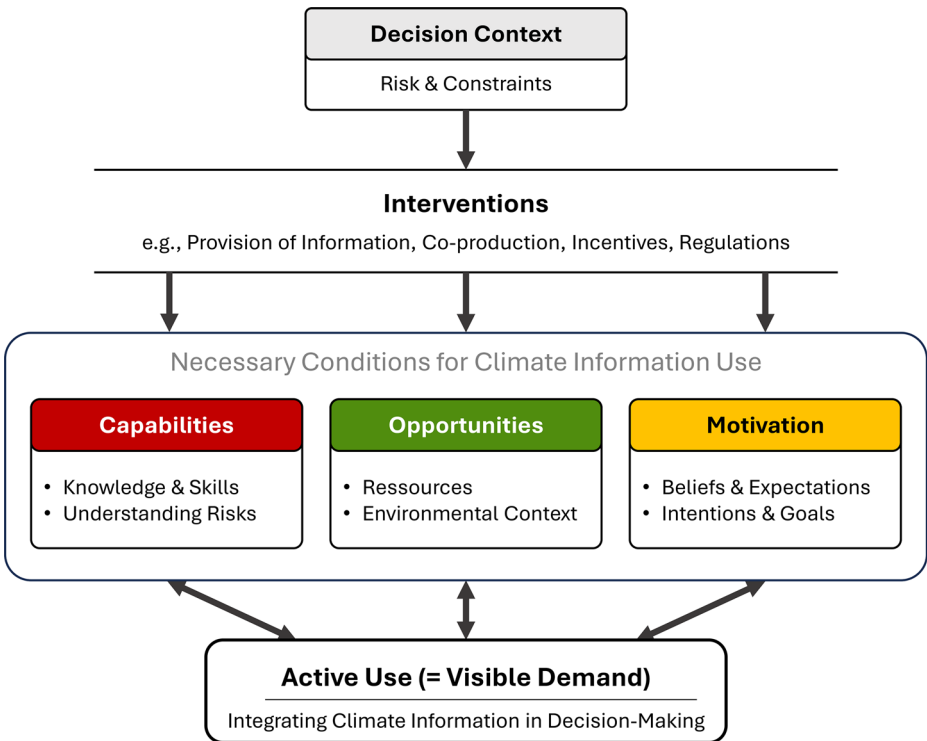 Decision Context
Risk & Constraints
Interventions
e.g., Provision of Information, Co-production, Incentives, Regulations
Necessary Conditions for Climate Information Use
Capabilities
• Knowledge & Skills
• Understanding Risks
Opportunities
• Ressources
• Environmental Context
Motivation
• Beliefs & Expectations
• Intentions & Goals
Active Use (= Visible Demand)
Integrating Climate Information in Decision-Making